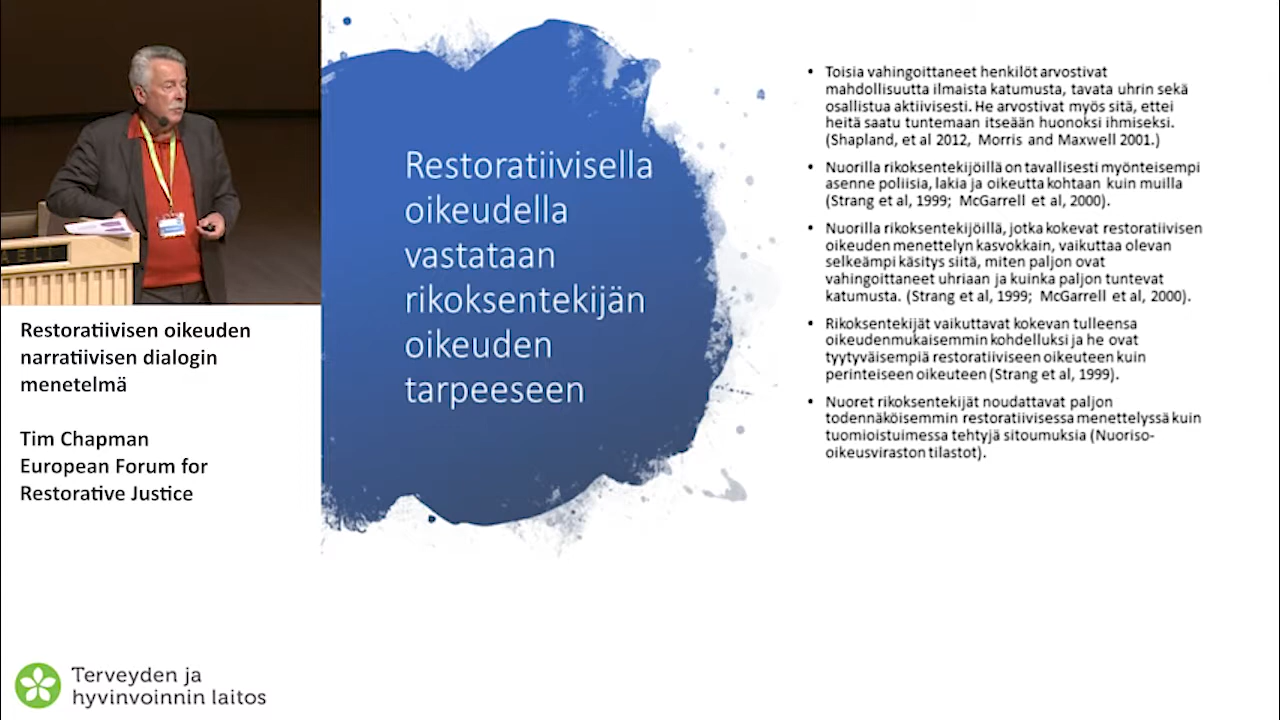 Restoratiivisen oikeuden
narratiivisen dialogin
menetelmä
Tim Chapman
European Forum for
Restorative Justice
Restoratiivisella
oikeudella
vastataan
rikoksentekijän
oikeuden
tarpeeseen
• Toisia vahingoittaneet henkilöt arvostivat
mahdollisuutta ilmaista katumusta, tavata uhrin sekä
osallistua aktiivisesti. He arvostivat myös sitä, ettei
heitä saatu tuntemaan itseään huonoksi ihmiseksi.
(Shapland, et al 2012, Morris and Maxwell 2001.)
• Nuorilla rikoksentekijöillä on tavallisesti myönteisempi
asenne poliisia, lakia ja oikeutta kohtaan kuin muilla
(Strang et al, 1999; McGarrell et al, 2000).
• Nuorilla rikoksentekijöillä, jotka kokevat restoratiivisen
oikeuden menettelyn kasvokkain, vaikuttaa olevan
selkeämpi käsitys siitä, miten paljon ovat
vahingoittaneet uhriaan ja kuinka paljon tuntevat
katumusta. (Strang et al, 1999; McGarrell et al, 2000).
• Rikoksentekijät vaikuttavat kokevan tulleensa
oikeudenmukaisemmin kohdelluksi ja he ovat
tyytyväisempiä restoratiiviseen oikeuteen kuin
perinteiseen oikeuteen (Strang et al, 1999).
• Nuoret rikoksentekijät noudattavat paljon
todennäköisemmin restoratiivisessa menettelyssä kuin
tuomioistuimessa tehtyjä sitoumuksia (Nuoriso-
oikeusviraston tilastot).
Terveyden ja
hyvinvoinnin laitos